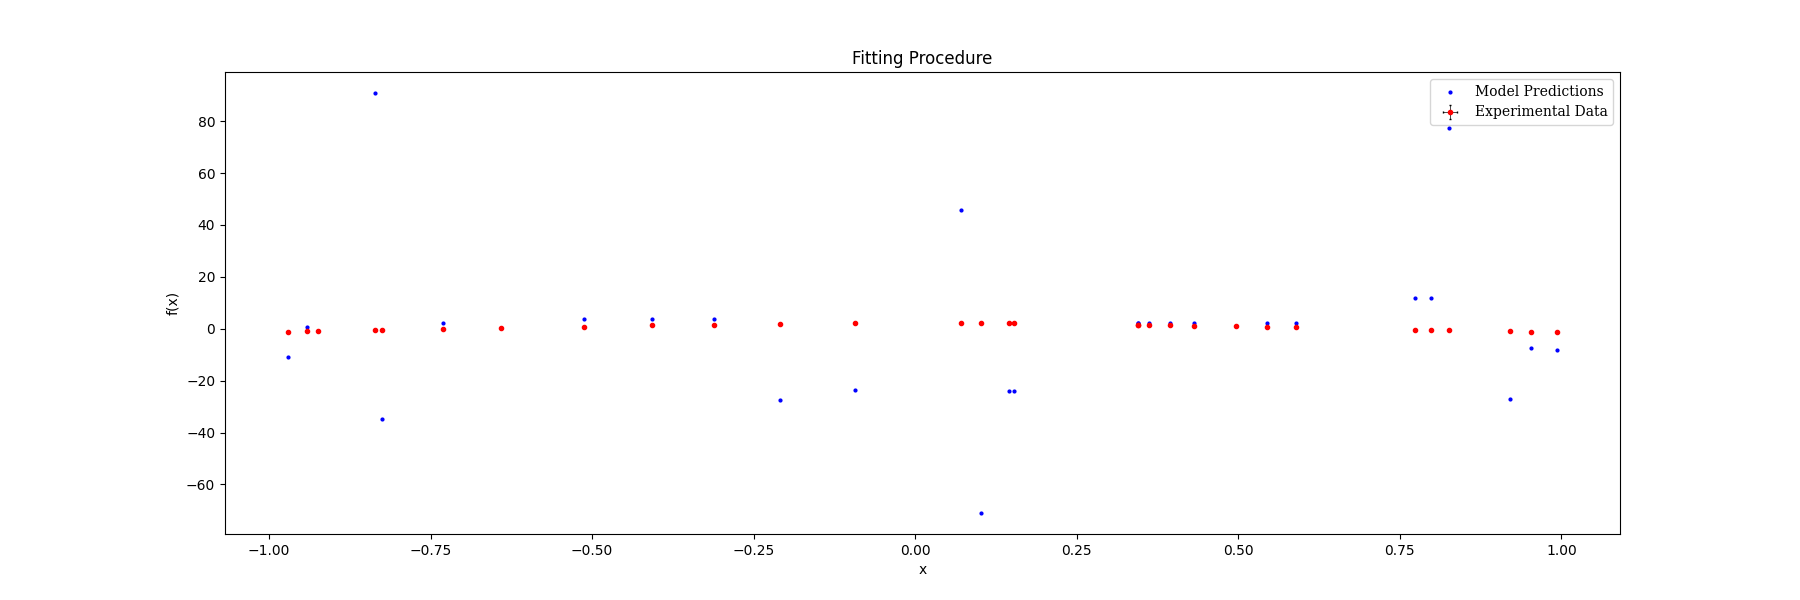 Fitting Procedure
Model Predictions
Experimental Data
f(x)
80
60
40
20
0
−20
−40
−60
−1.00 −0.75 −0.50 −0.25 0.00 0.25 0.50 0.75 1.00
x